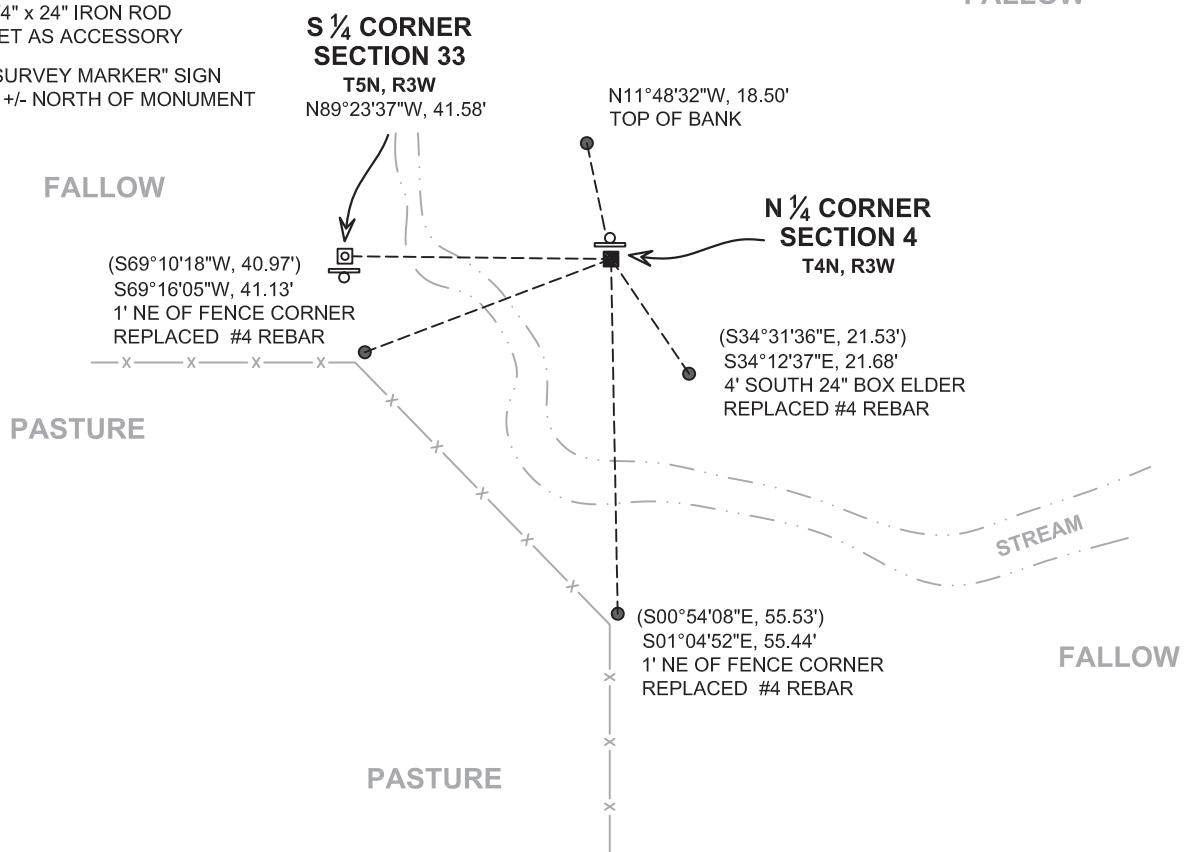 4" x 24" IRON ROD
ET AS ACCESSORY
SURVEY MARKER" SIGN
+/- NORTH OF MONUMENT
S ¼ CORNER
SECTION 33
T5N, R3W
N89°23'37"W, 41.58'
N11°48'32"W, 18.50'
TOP OF BANK
FALLOW
FALLOW
N ¼ CORNER
SECTION 4
T4N, R3W
(S69°10'18"W, 40.97')
S69°16'05"W, 41.13'
1' NE OF FENCE CORNER
REPLACED #4 REBAR
(S34°31'36"E, 21.53')
S34°12'37"E, 21.68'
4' SOUTH 24" BOX ELDER
REPLACED #4 REBAR
PASTURE
STREAM
(S00°54'08"E, 55.53')
S01°04'52"E, 55.44'
1' NE OF FENCE CORNER
REPLACED #4 REBAR
FALLOW
PASTURE